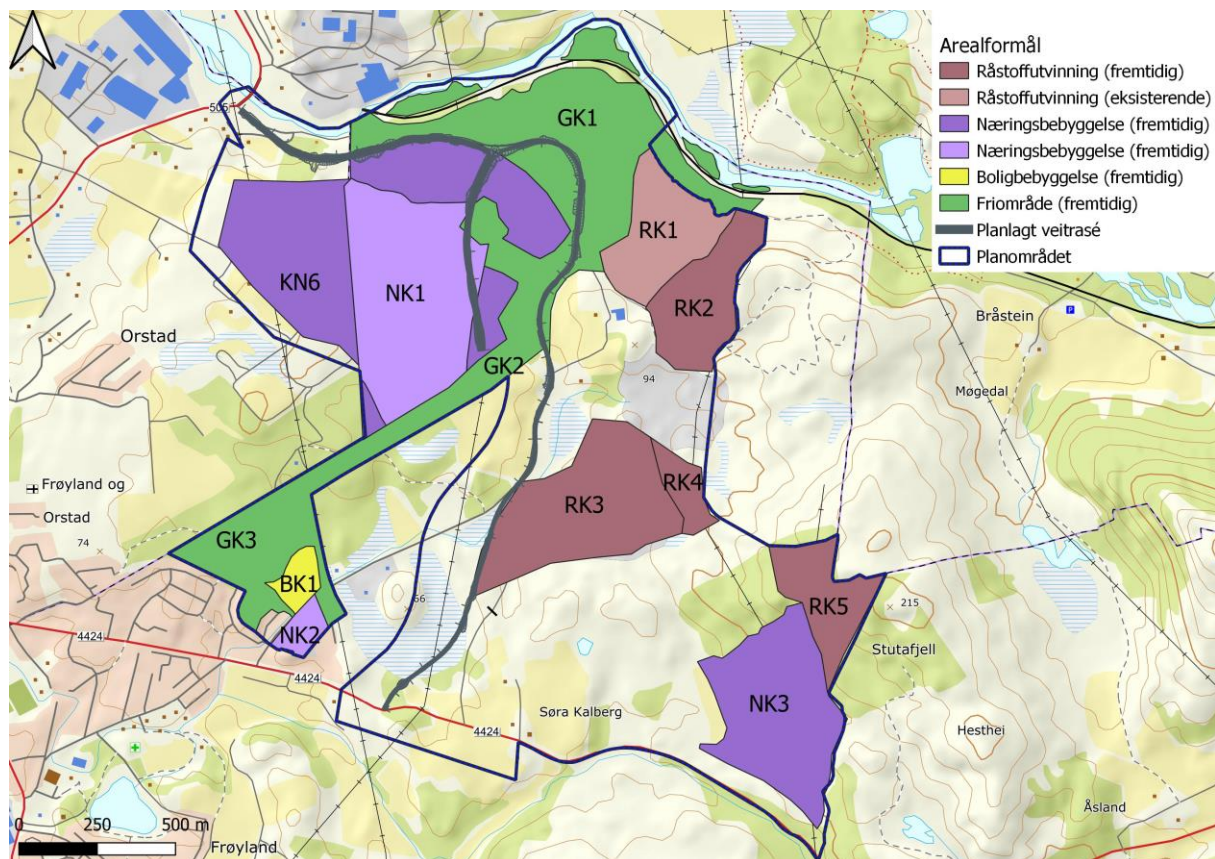 Arealformål
Råstoffutvinning (fremtidig)
Råstoffutvinning (eksisterende)
Næringsbebyggelse (fremtidig)
Næringsbebyggelse (fremtidig)
Boligbebyggelse (fremtidig)
Friområde (fremtidig)
Planlagt veitrasé
Planområdet
505
GK1
RK1
KN6
NK1
RK2
P
Bråstein
Orstad
GK2
94
Møgedal
Frøyland og
Orstad
RK3
RK4
74
GK3
BK1
66
RK5
215
4424
NK2
Stutafjell
4424
NK3
Søra Kalberg
4424
Hesthei
Åsland
0 250 500 m
Frøyland